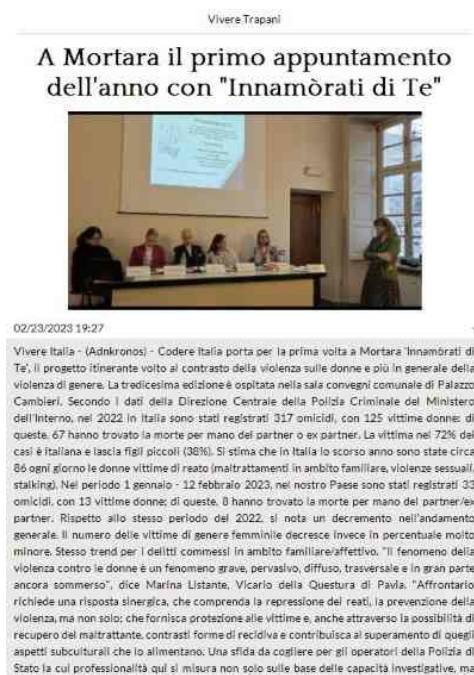 Vivere Trapani
A Mortara il primo appuntamento
dell'anno con "Innamòrati di Te"
02/23/2023 19:27
Vivere Italia - (Adnkronos) - Codere Italia porta per la prima volta a Mortara 'Innamòrati di
Te', il progetto itinerante volto al contrasto della violenza sulle donne e più in generale della
violenza di genere. La tredicesima edizione è ospitata nella sala convegni comunale di Palazzo
Cambieri. Secondo i dati della Direzione Centrale della Polizia Criminale del Ministero
dell'Interno, nel 2022 in Italia sono stati registrati 317 omicidi, con 125 vittime donne: di
queste, 67 hanno trovato la morte per mano del partner o ex partner. La vittima nel 72% dei
casi è italiana e lascia figli piccoli (38%). Si stima che in Italia lo scorso anno sono state circa
86 ogni giorno le donne vittime di reato (maltrattamenti in ambito familiare, violenze sessuali,
stalking). Nel periodo 1 gennaio - 12 febbraio 2023, nel nostro Paese sono stati registrati 33
omicidi, con 13 vittime donne; di queste, 8 hanno trovato la morte per mano del partner/ex
partner. Rispetto allo stesso periodo del 2022, si nota un decremento nell'andamento
generale. Il numero delle vittime di genere femminile decresce invece in percentuale molto
minore. Stesso trend per i delitti commessi in ambito familiare/affettivo. "Il fenomeno della
violenza contro le donne è un fenomeno grave, pervasivo, diffuso, trasversale e in gran parte
ancora sommerso", dice Marina Listante, Vicario della Questura di Pavia. "Affrontarlo
richiede una risposta sinergica, che comprenda la repressione dei reati, la prevenzione della
violenza, ma non solo; che fornisca protezione alle vittime e, anche attraverso la possibilità di
recupero del maltrattante, contrasti forme di recidiva e contribuisca al superamento di quegli
aspetti subculturali che lo alimentano. Una sfida da cogliere per gli operatori della Polizia di
Stato la cui professionalità qui si misura non solo sulle base delle capacità investigative, ma